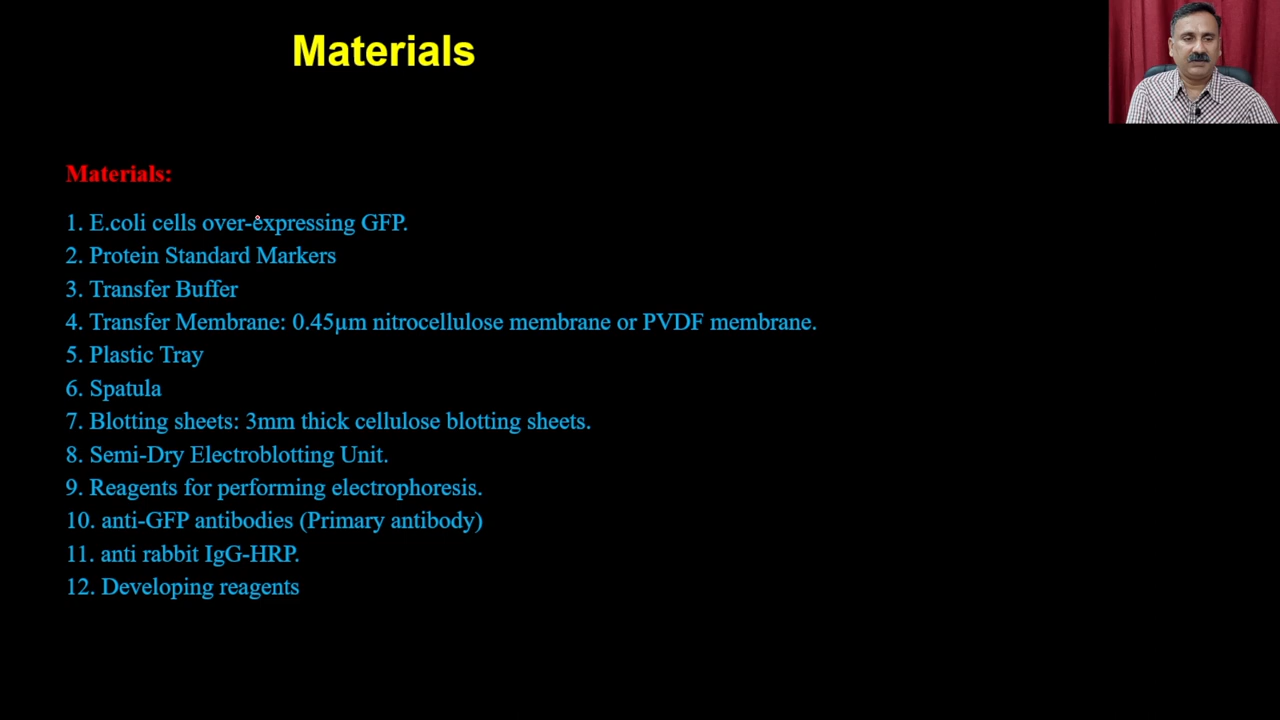 Materials
Materials:
1. E.coli cells over-expressing GFP.
2. Protein Standard Markers
3. Transfer Buffer
4. Transfer Membrane: 0.45µm nitrocellulose membrane or PVDF membrane.
5. Plastic Tray
6. Spatula
7. Blotting sheets: 3mm thick cellulose blotting sheets.
8. Semi-Dry Electroblotting Unit.
9. Reagents for performing electrophoresis.
10. anti-GFP antibodies (Primary antibody)
11. anti rabbit IgG-HRP.
12. Developing reagents